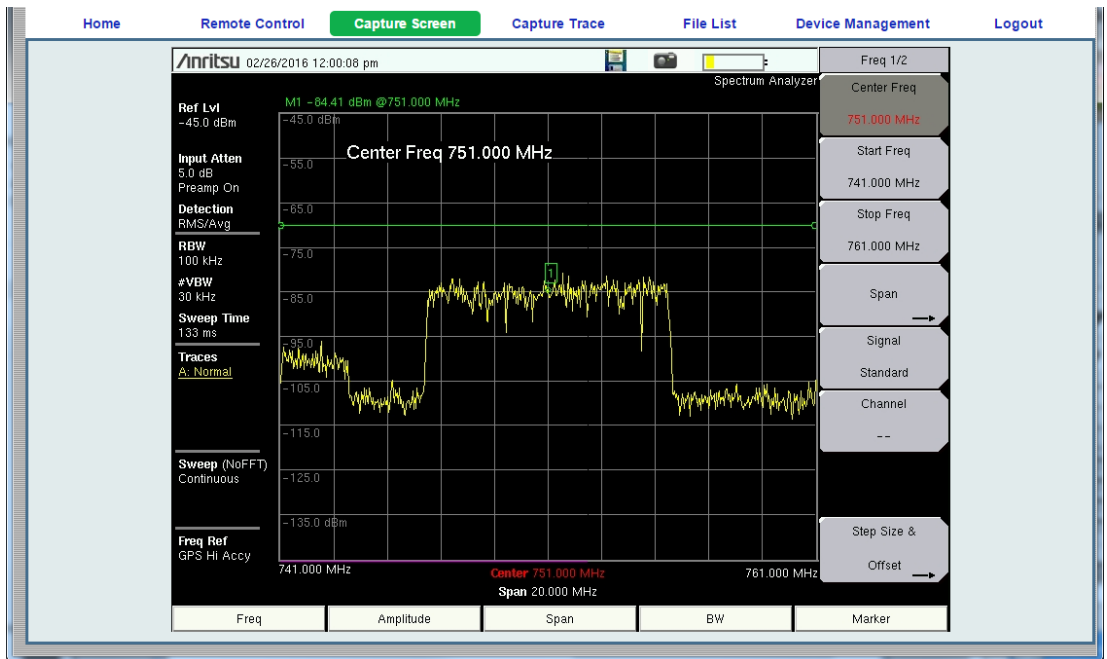 Home Remote Control Capture Screen Capture Trace File List Device Management Logout
Anritsu 02/26/2016 12:00:08 pm
Spectrum Analyzer
M1 -84.41 dBm @751.000 MHz
Ref Lvl
-45.0 dBm
Input Atten
5.0 dB
Preamp On
Detection
RMS/Avg
RBW
100 kHz
#VBW
30 kHz
Sweep Time
133 ms
Traces
A: Normal
Sweep (NoFFT)
Continuous
Freq Ref
GPS Hi Accy
-45.0 dBm
Center Freq 751.000 MHz
-55.0
-65.0
-75.0
1
-85.0
-95.0
-105.0
-115.0
-125.0
-135.0 dBm
741.000 MHz
Center 751.000 MHz
761.000 MHz
Span 20.000 MHz
Freq 1/2
Center Freq
751.000 MHz
Start Freq
741.000 MHz
Stop Freq
761.000 MHz
Span
Signal
Standard
Channel
--
Step Size &
Offset
Freq Amplitude Span BW Marker